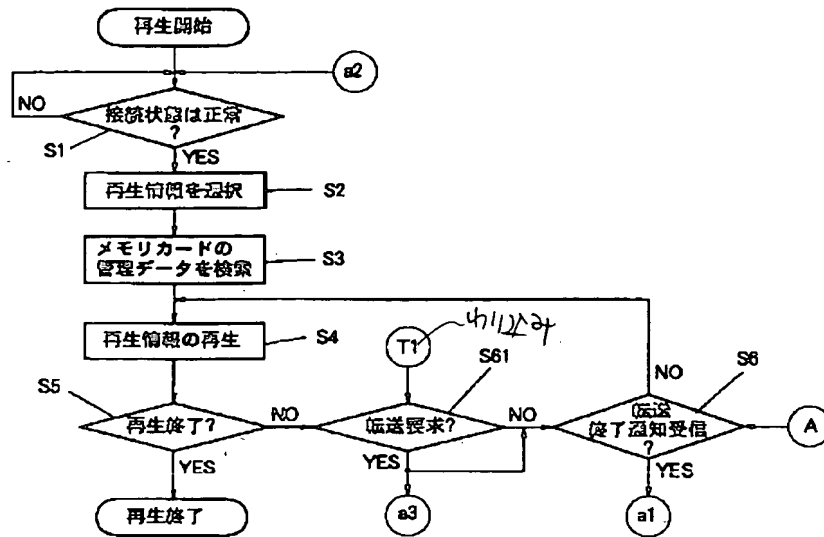 再生開始
a2
NO
接続状態は正常
?
S1
YES
再生情報を選択
S2
メモリカードの
管理データを検索
S3
再生情報の再生
S4
T1
わりこみ
S61
S6
S5
再生終了?
NO
転送要求?
NO
NO
転送
終了通知受信
?
A
YES
YES
YES
再生終了
a3
a1